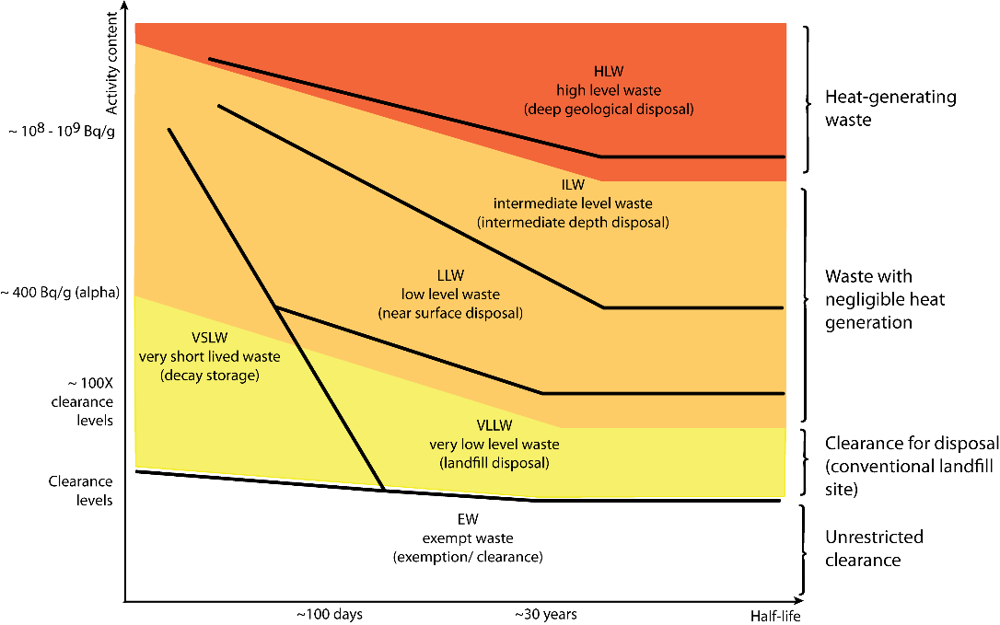 Activity content
~ 10⁸ - 10⁹ Bq/g
~ 400 Bq/g (alpha)
~ 100X
clearance
levels
Clearance
levels
HLW
high level waste
(deep geological disposal)
ILW
intermediate level waste
(intermediate depth disposal)
LLW
low level waste
(near surface disposal)
VSLW
very short lived waste
(decay storage)
VLLW
very low level waste
(landfill disposal)
EW
exempt waste
(exemption/ clearance)
Heat-generating
waste
Waste with
negligible heat
generation
Clearance for disposal
(conventional landfill
site)
Unrestricted
clearance
~100 days
~30 years
Half-life